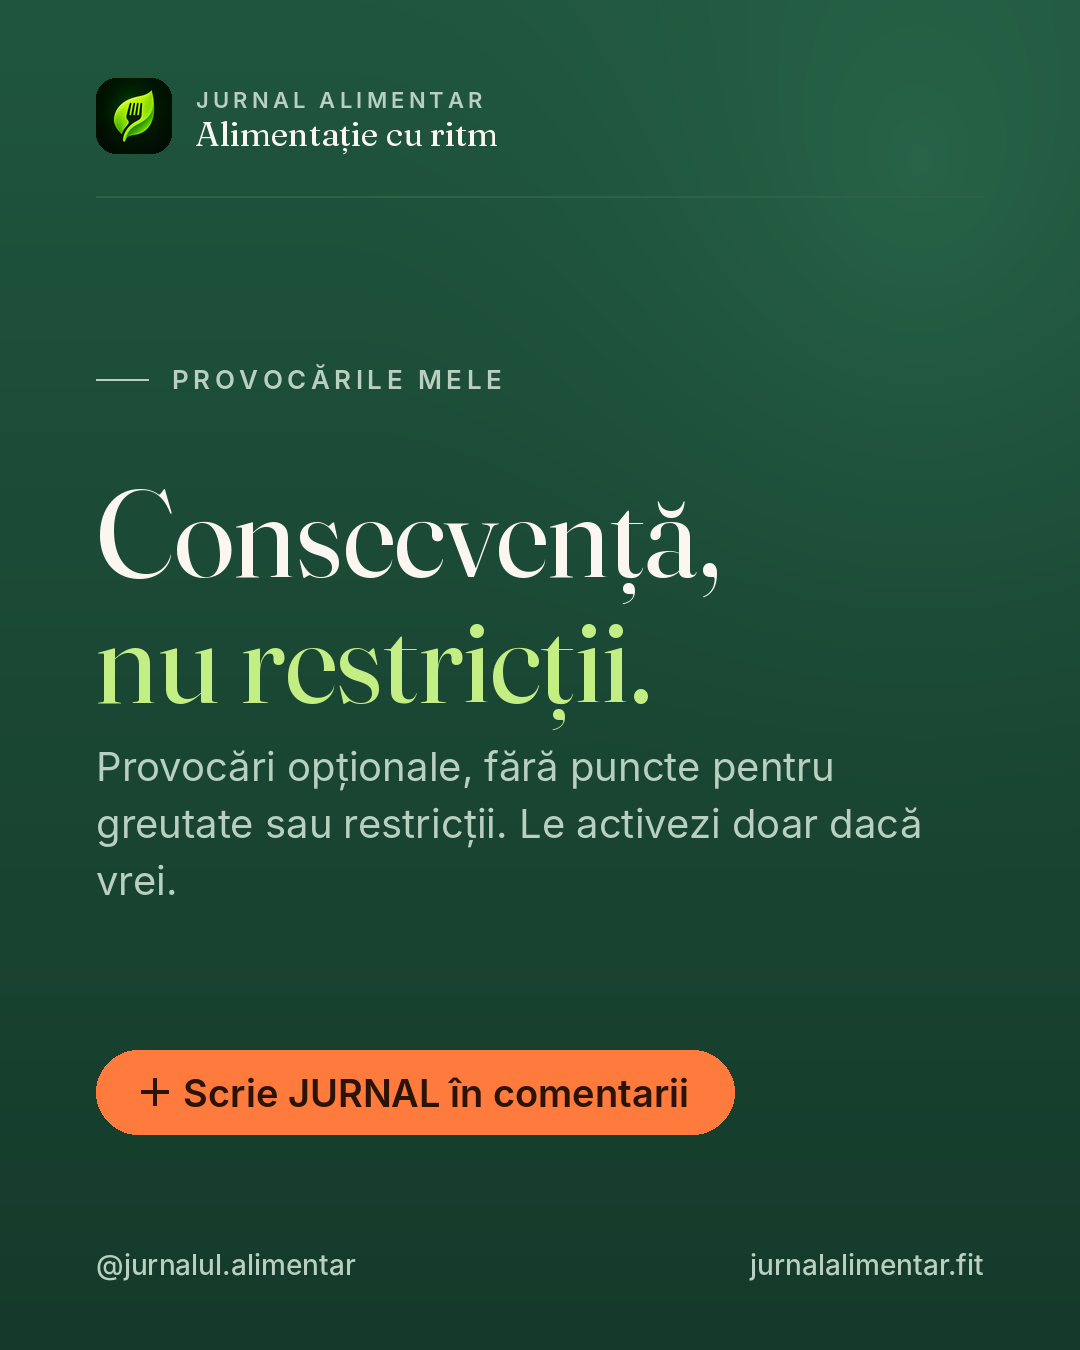 JURNAL ALIMENTAR
Alimentație cu ritm
PROVOCĂRILE MELE
Consecvență,
nu restricții.
Provocări opționale, fără puncte pentru
greutate sau restricții. Le activezi doar dacă
vrei.
+ Scrie JURNAL în comentarii
@jurnalul.alimentar
jurnalalimentar.fit